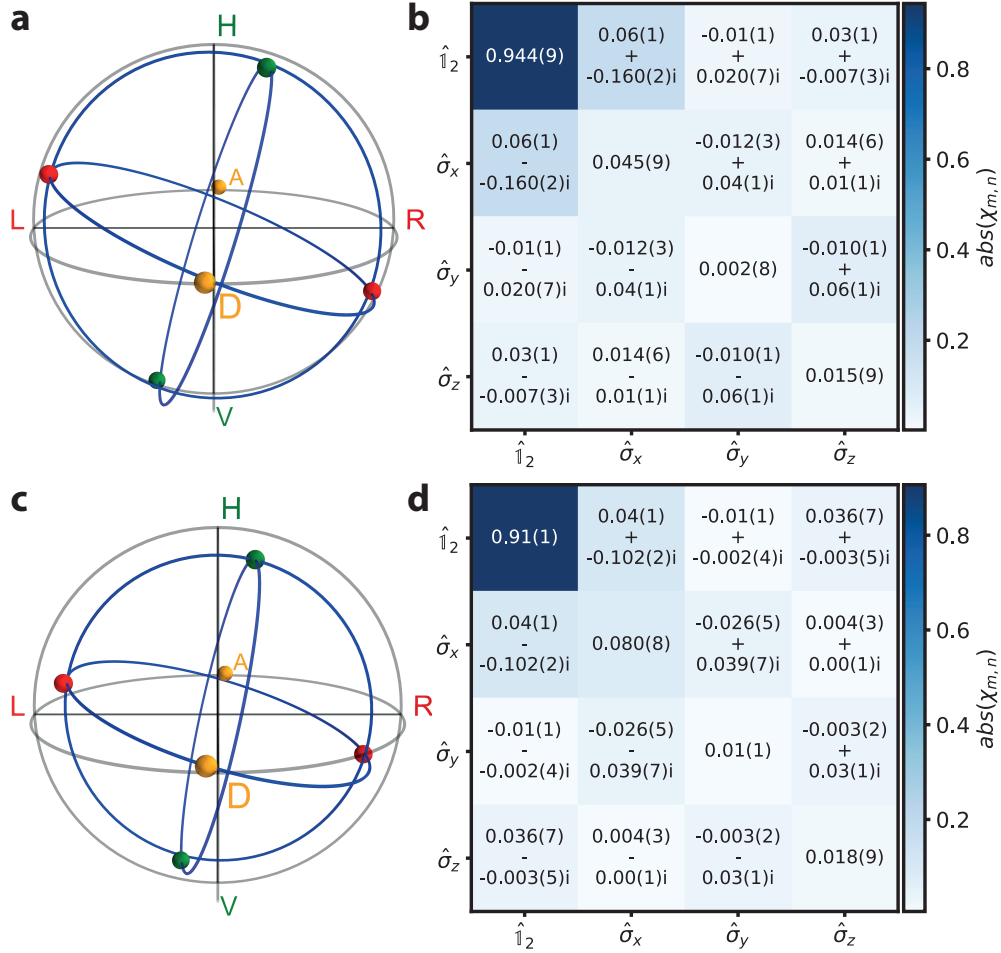 a
H
L
A
R
D
V
b
𝟙̂₂
0.944(9)
0.06(1)
+
-0.160(2)i
-0.01(1)
+
0.020(7)i
0.03(1)
+
-0.007(3)i
σ̂ₓ
0.06(1)
-
-0.160(2)i
0.045(9)
-0.012(3)
+
0.04(1)i
0.014(6)
+
0.01(1)i
σ̂y
-0.01(1)
-
0.020(7)i
-0.012(3)
-
0.04(1)i
0.002(8)
-0.010(1)
+
0.06(1)i
σ̂z
0.03(1)
-
-0.007(3)i
0.014(6)
-
0.01(1)i
-0.010(1)
-
0.06(1)i
0.015(9)
𝟙̂₂ σ̂ₓ σ̂y σ̂z
0.8
0.6
0.4
0.2
abs(χm,n)
c
H
L
A
R
D
V
d
𝟙̂₂
0.91(1)
0.04(1)
+
-0.102(2)i
-0.01(1)
+
-0.002(4)i
0.036(7)
+
-0.003(5)i
σ̂ₓ
0.04(1)
-
-0.102(2)i
0.080(8)
-0.026(5)
+
0.039(7)i
0.004(3)
+
0.00(1)i
σ̂y
-0.01(1)
-
-0.002(4)i
-0.026(5)
-
0.039(7)i
0.01(1)
-0.003(2)
+
0.03(1)i
σ̂z
0.036(7)
-
-0.003(5)i
0.004(3)
-
0.00(1)i
-0.003(2)
-
0.03(1)i
0.018(9)
𝟙̂₂ σ̂ₓ σ̂y σ̂z
0.8
0.6
0.4
0.2
abs(χm,n)